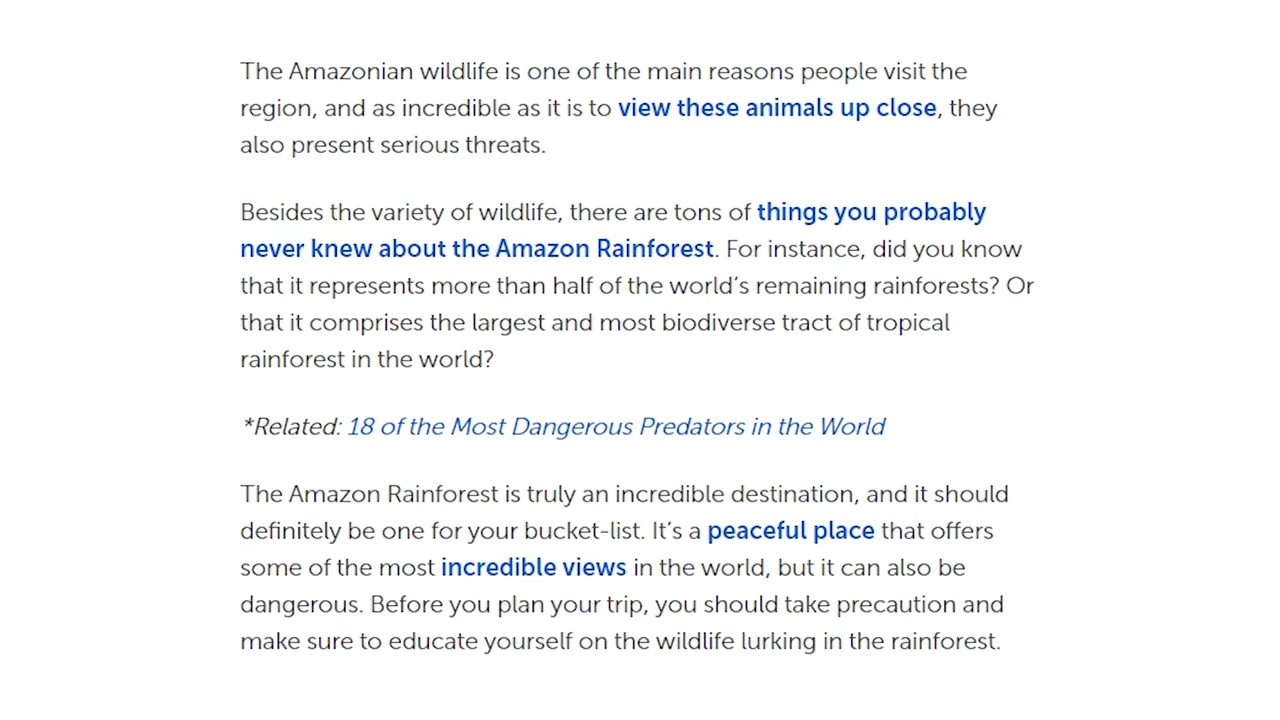 The Amazonian wildlife is one of the main reasons people visit the
region, and as incredible as it is to view these animals up close, they
also present serious threats.
Besides the variety of wildlife, there are tons of things you probably
never knew about the Amazon Rainforest. For instance, did you know
that it represents more than half of the world’s remaining rainforests? Or
that it comprises the largest and most biodiverse tract of tropical
rainforest in the world?
*Related: 18 of the Most Dangerous Predators in the World
The Amazon Rainforest is truly an incredible destination, and it should
definitely be one for your bucket-list. It’s a peaceful place that offers
some of the most incredible views in the world, but it can also be
dangerous. Before you plan your trip, you should take precaution and
make sure to educate yourself on the wildlife lurking in the rainforest.